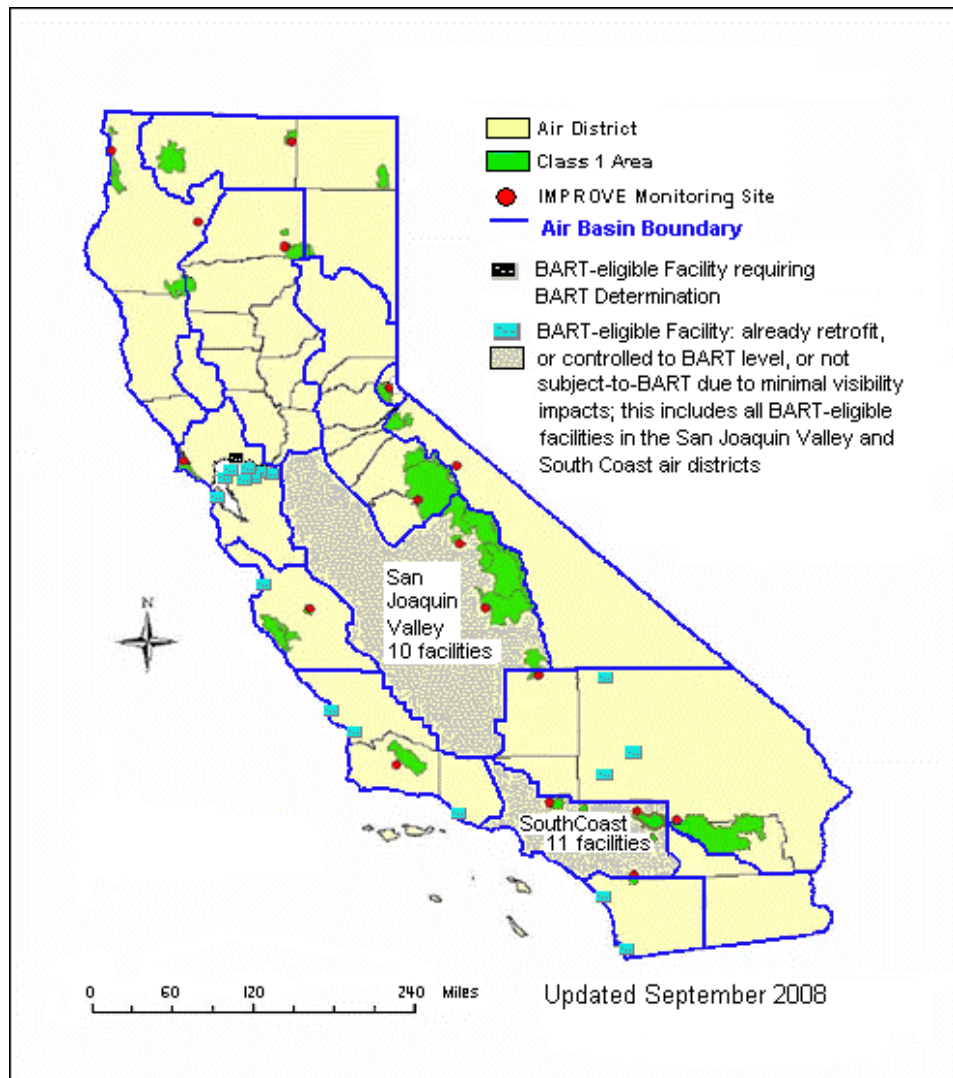 Air District
Class 1 Area
IMPROVE Monitoring Site
Air Basin Boundary
BART-eligible Facility requiring
BART Determination
BART-eligible Facility: already retrofit,
or controlled to BART level, or not
subject-to-BART due to minimal visibility
impacts; this includes all BART-eligible
facilities in the San Joaquin Valley and
South Coast air districts
San
Joaquin
Valley
10 facilities
N
SouthCoast
11 facilities
0 60 120 240 Miles
Updated September 2008